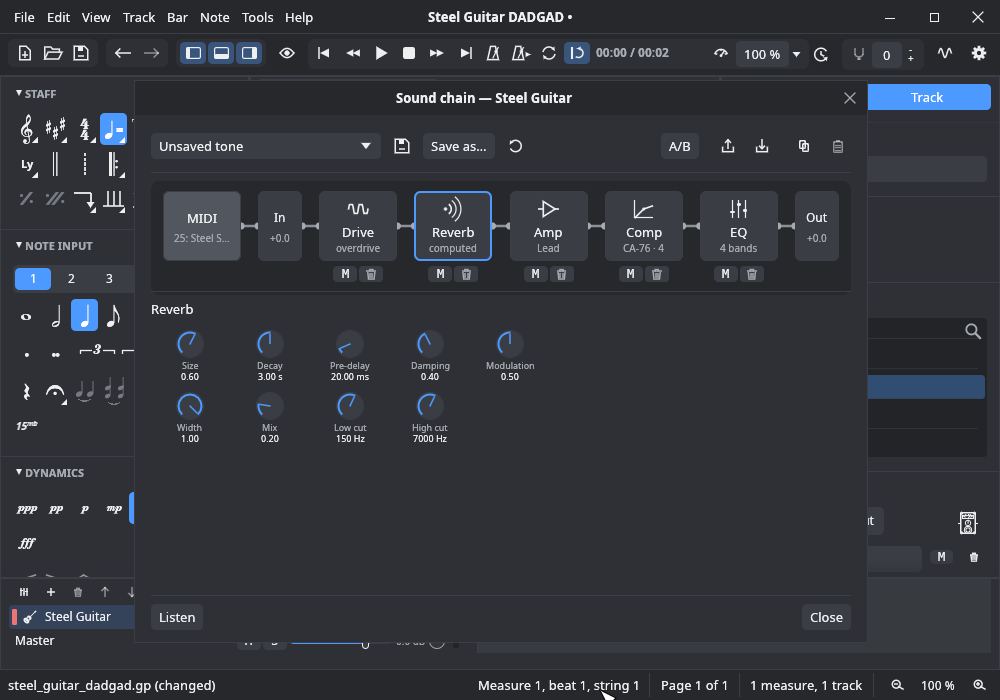 File Edit View Track Bar Note Tools Help
Steel Guitar DADGAD •
00:00 / 00:02
100 %
0
STAFF
Sound chain — Steel Guitar
Track
Unsaved tone
Save as...
A/B
Ly
MIDI
25: Steel S...
In
+0.0
Drive
overdrive
Reverb
computed
Amp
Lead
Comp
CA-76 · 4
EQ
4 bands
Out
+0.0
M M M M M
NOTE INPUT
1 2 3
Reverb
Size
0.60
Decay
3.00 s
Pre-delay
20.00 ms
Damping
0.40
Modulation
0.50
3
Width
1.00
Mix
0.20
Low cut
150 Hz
High cut
7000 Hz
15mb
DYNAMICS
ppp pp p mp
fff
M
Listen
Close
Steel Guitar
Master
steel_guitar_dadgad.gp (changed)
Measure 1, beat 1, string 1
Page 1 of 1
1 measure, 1 track
100 %